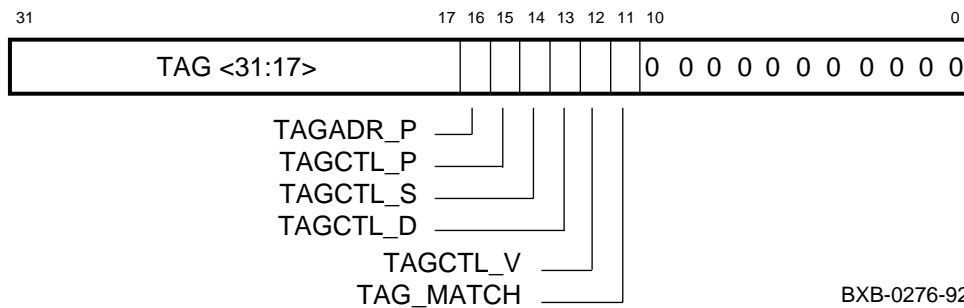 31 17 16 15 14 13 12 11 10 0
TAG <31:17> 0 0 0 0 0 0 0 0 0 0 0
TAGADR_P
TAGCTL_P
TAGCTL_S
TAGCTL_D
TAGCTL_V
TAG_MATCH BXB-0276-92